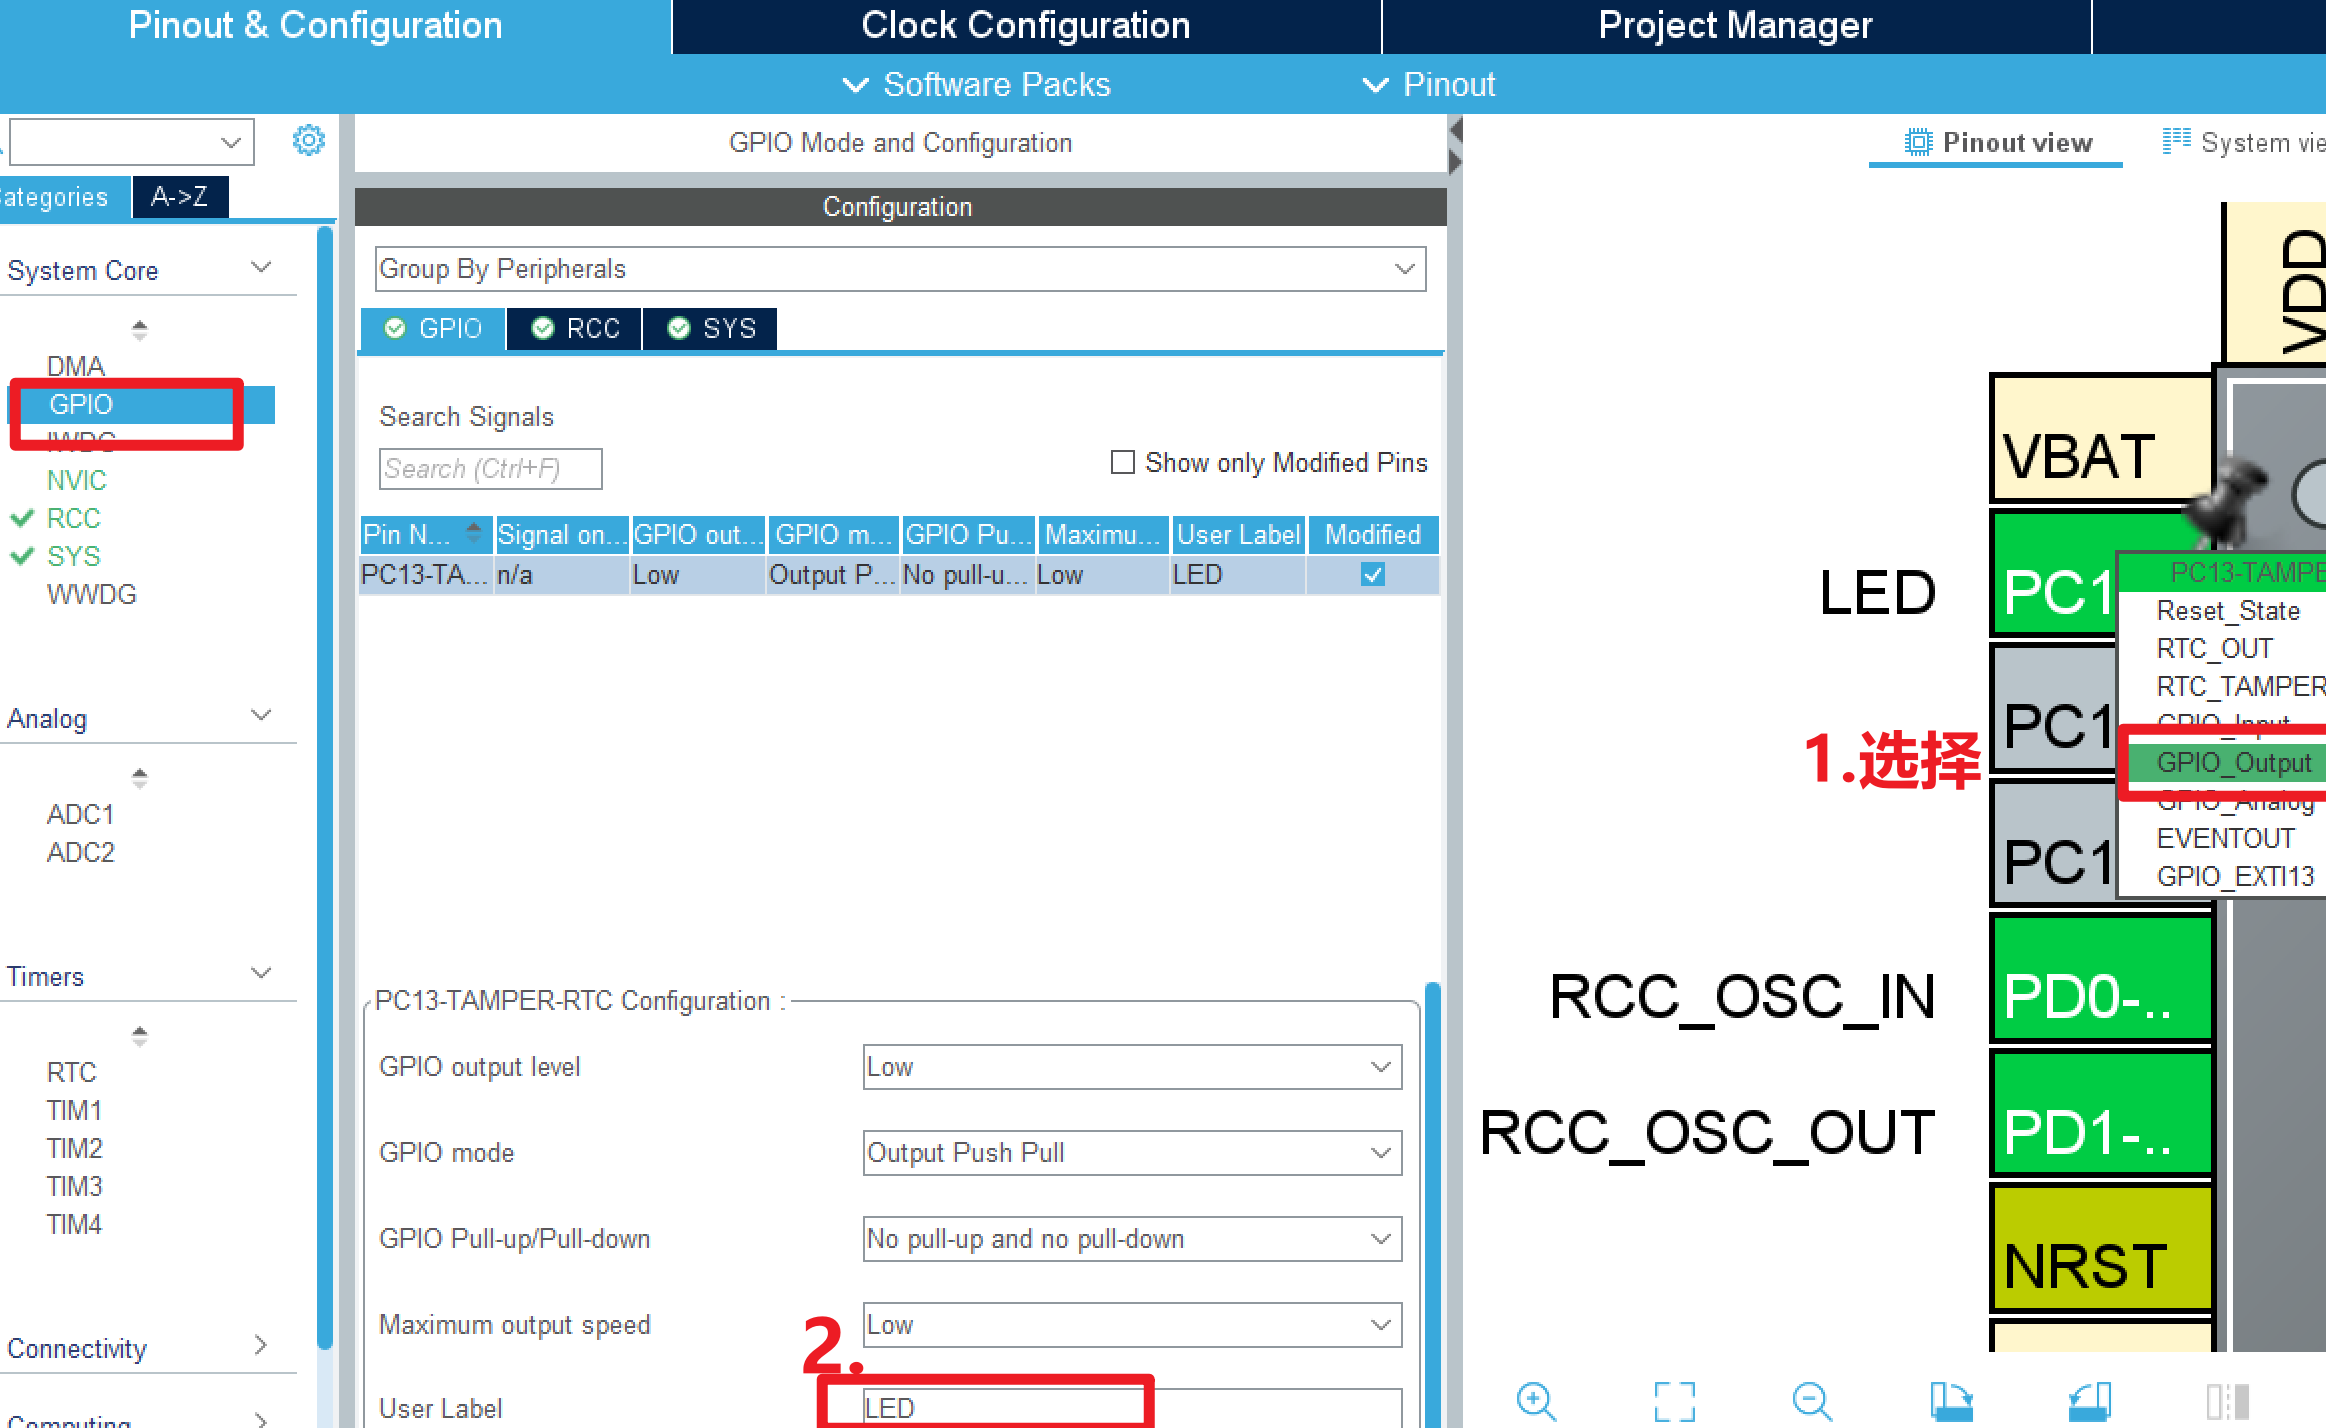 Pinout & Configuration
Clock Configuration
Project Manager
Software Packs
Pinout
GPIO Mode and Configuration
Pinout view
System vie
ategories
A->Z
Configuration
System Core
Group By Peripherals
GPIO
RCC
SYS
DMA
GPIO
IWDG
NVIC
RCC
SYS
WWDG
Search Signals
Search (Ctrl+F)
Show only Modified Pins
Pin N... Signal on... GPIO out... GPIO m... GPIO Pu... Maximu... User Label Modified
PC13-TA... n/a Low Output P... No pull-u... Low LED
Analog
ADC1
ADC2
Timers
RTC
TIM1
TIM2
TIM3
TIM4
Connectivity
Computing
PC13-TAMPER-RTC Configuration :
GPIO output level Low
GPIO mode Output Push Pull
GPIO Pull-up/Pull-down No pull-up and no pull-down
Maximum output speed Low
2.
User Label LED
VDD
VBAT
LED
PC1
PC13-TAMPE
Reset_State
RTC_OUT
RTC_TAMPER
GPIO_Input
GPIO_Output
GPIO_Analog
EVENTOUT
GPIO_EXTI13
PC1
1.选择
PC1
RCC_OSC_IN
PD0-..
RCC_OSC_OUT
PD1-..
NRST